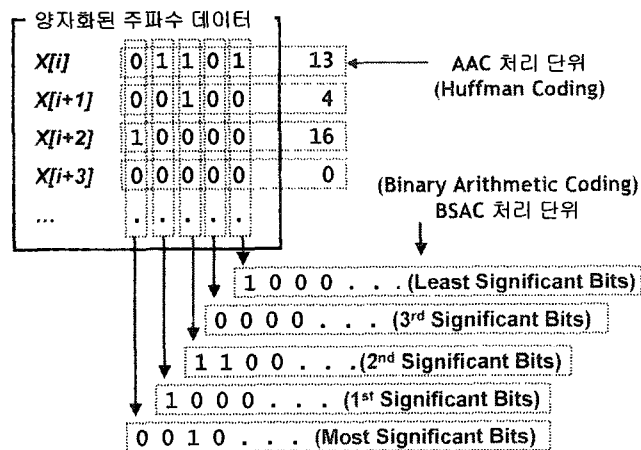 양자화된 주파수 데이터
X[i] 0 1 1 0 1 13
AAC 처리 단위
(Huffman Coding)
X[i+1] 0 0 1 0 0 4
X[i+2] 1 0 0 0 0 16
X[i+3] 0 0 0 0 0 0
... . . . . .
(Binary Arithmetic Coding)
BSAC 처리 단위
1 0 0 0 . . . (Least Significant Bits)
0 0 0 0 . . . (3rd Significant Bits)
1 1 0 0 . . . (2nd Significant Bits)
1 0 0 0 . . . (1st Significant Bits)
0 0 1 0 . . . (Most Significant Bits)